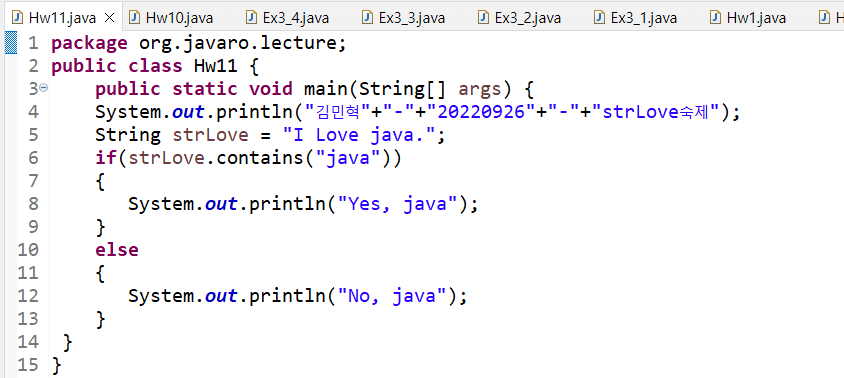 Hw11.java Hw10.java Ex3_4.java Ex3_3.java Ex3_2.java Ex3_1.java Hw1.java H
1 package org.javaro.lecture;
2 public class Hw11 {
3 public static void main(String[] args) {
4 System.out.println("김민혁"+"-"+"20220926"+"-"+"strLove숙제");
5 String strLove = "I Love java.";
6 if(strLove.contains("java"))
7 {
8 System.out.println("Yes, java");
9 }
10 else
11 {
12 System.out.println("No, java");
13 }
14 }
15 }